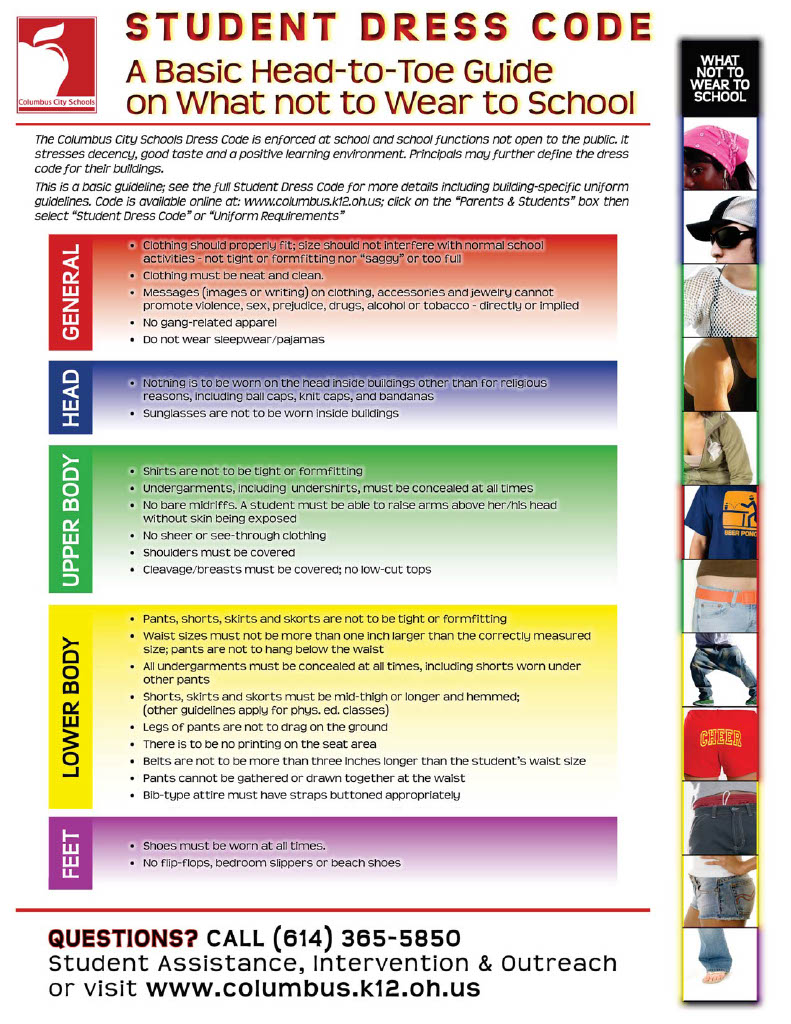 STUDENT DRESS CODE
A Basic Head-to-Toe Guide
on What not to Wear to School
Columbus City Schools
The Columbus City Schools Dress Code is enforced at school and school functions not open to the public. It
stresses decency, good taste and a positive learning environment. Principals may further define the dress
code for their buildings.
This is a basic guideline; see the full Student Dress Code for more details including building-specific uniform
guidelines. Code is available online at: www.columbus.k12.oh.us; click on the "Parents & Students" box then
select "Student Dress Code" or "Uniform Requirements"
GENERAL
• Clothing should properly fit; size should not interfere with normal school
activities - not tight or formfitting nor "saggy" or too full
• Clothing must be neat and clean.
• Messages (images or writing) on clothing, accessories and jewelry cannot
promote violence, sex, prejudice, drugs, alcohol or tobacco - directly or implied
• No gang-related apparel
• Do not wear sleepwear/pajamas
HEAD
• Nothing is to be worn on the head inside buildings other than for religious
reasons, including ball caps, knit caps, and bandanas
• Sunglasses are not to be worn inside buildings
UPPER BODY
• Shirts are not to be tight or formfitting
• Undergarments, including undershirts, must be concealed at all times
• No bare midriffs. A student must be able to raise arms above her/his head
without skin being exposed
• No sheer or see-through clothing
• Shoulders must be covered
• Cleavage/breasts must be covered; no low-cut tops
LOWER BODY
• Pants, shorts, skirts and skorts are not to be tight or formfitting
• Waist sizes must not be more than one inch larger than the correctly measured
size; pants are not to hang below the waist
• All undergarments must be concealed at all times, including shorts worn under
other pants
• Shorts, skirts and skorts must be mid-thigh or longer and hemmed;
(other guidelines apply for phys. ed. classes)
• Legs of pants are not to drag on the ground
• There is to be no printing on the seat area
• Belts are not to be more than three inches longer than the student's waist size
• Pants cannot be gathered or drawn together at the waist
• Bib-type attire must have straps buttoned appropriately
FEET
• Shoes must be worn at all times.
• No flip-flops, bedroom slippers or beach shoes
QUESTIONS? CALL (614) 365-5850
Student Assistance, Intervention & Outreach
or visit www.columbus.k12.oh.us
WHAT
NOT TO
WEAR TO
SCHOOL
BEER PONG
CHEER